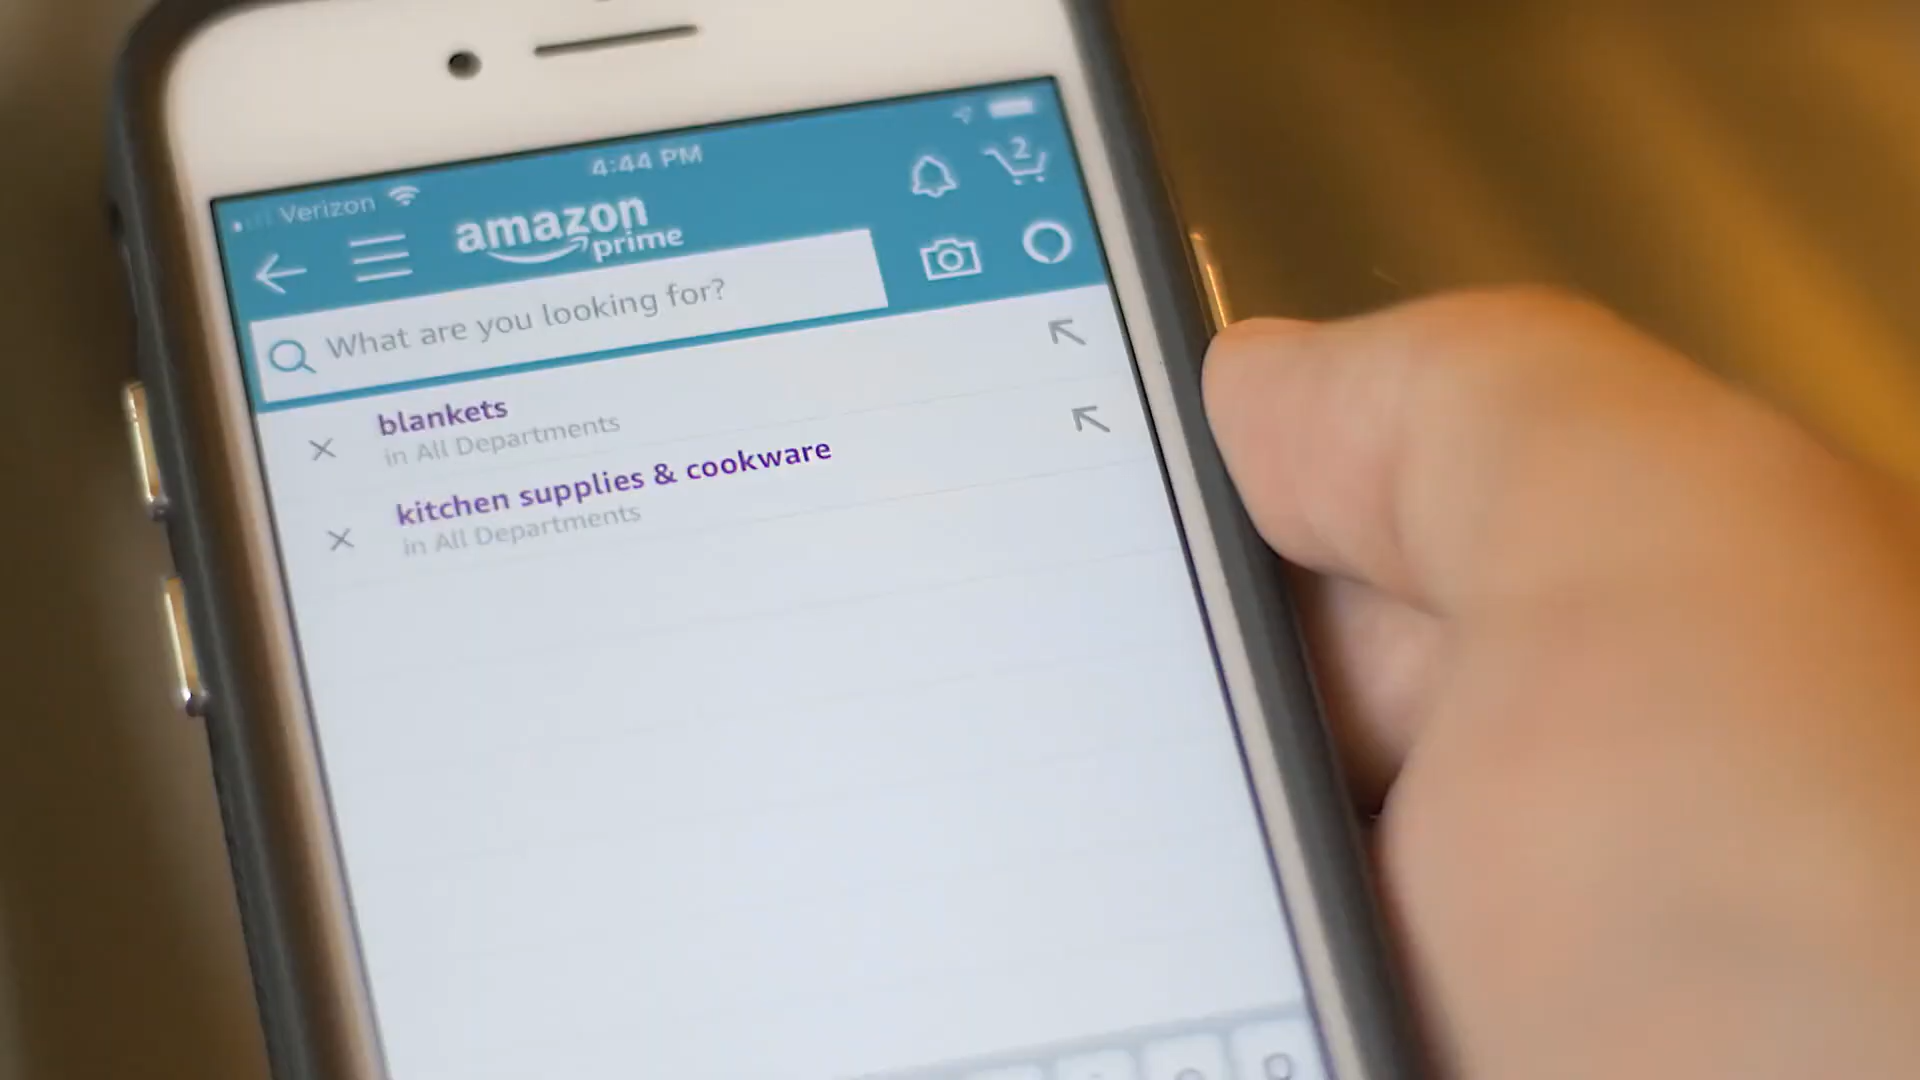 4:44 PM
Verizon
2
amazon
prime
What are you looking for?
blankets
in All Departments
kitchen supplies & cookware
in All Departments